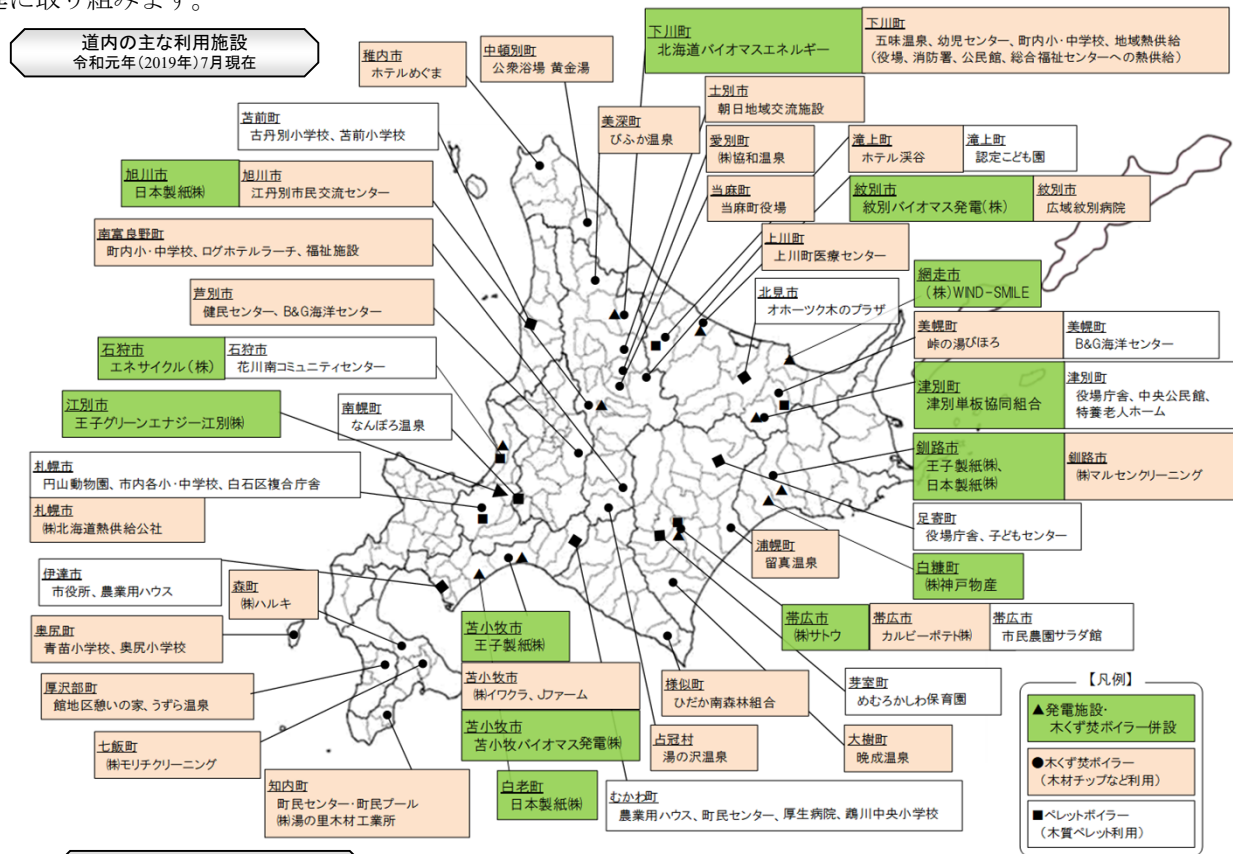 に取り組みます。
道内の主な利用施設
令和元年(2019年)7月現在
稚内市
ホテルめぐま
中頓別町
公衆浴場 黄金湯
下川町
北海道バイオマスエネルギー
下川町
五味温泉、幼児センター、町内小・中学校、地域熱供給
(役場、消防署、公民館、総合福祉センターへの熱供給)
苫前町
古丹別小学校、苫前小学校
美深町
びふか温泉
士別市
朝日地域交流施設
愛別町
㈱協和温泉
滝上町
ホテル渓谷
滝上町
認定こども園
旭川市
日本製紙㈱
旭川市
江丹別市民交流センター
当麻町
当麻町役場
紋別市
紋別バイオマス発電(株)
紋別市
広域紋別病院
南富良野町
町内小・中学校、ログホテルラーチ、福祉施設
上川町
上川町医療センター
芦別市
健民センター、B&G海洋センター
北見市
オホーツク木のプラザ
網走市
(株)WIND-SMILE
石狩市
エネサイクル(株)
石狩市
花川南コミュニティセンター
美幌町
峠の湯びほろ
美幌町
B&G海洋センター
江別市
王子グリーンエナジー江別㈱
南幌町
なんぽろ温泉
津別町
津別単板協同組合
津別町
役場庁舎、中央公民館、
特養老人ホーム
札幌市
円山動物園、市内各小・中学校、白石区複合庁舎
札幌市
㈱北海道熱供給公社
釧路市
王子製紙㈱、
日本製紙㈱
釧路市
㈱マルセンクリーニング
足寄町
役場庁舎、子どもセンター
伊達市
市役所、農業用ハウス
森町
㈱ハルキ
浦幌町
留真温泉
白糠町
㈱神戸物産
奥尻町
青苗小学校、奥尻小学校
苫小牧市
王子製紙㈱
帯広市
㈱サトウ
帯広市
カルビーポテト㈱
帯広市
市民農園サラダ館
厚沢部町
館地区憩いの家、うずら温泉
苫小牧市
㈱イワクラ、Jファーム
様似町
ひだか南森林組合
芽室町
めむろかしわ保育園
七飯町
㈱モリチクリーニング
苫小牧市
苫小牧バイオマス発電㈱
占冠村
湯の沢温泉
大樹町
晩成温泉
知内町
町民センター・町民プール
㈱湯の里木材工業所
白老町
日本製紙㈱
むかわ町
農業用ハウス、町民センター、厚生病院、鵡川中央小学校
【凡例】
▲発電施設・
木くず焚ボイラー併設
●木くず焚ボイラー
(木材チップなど利用)
■ペレットボイラー
(木質ペレット利用)